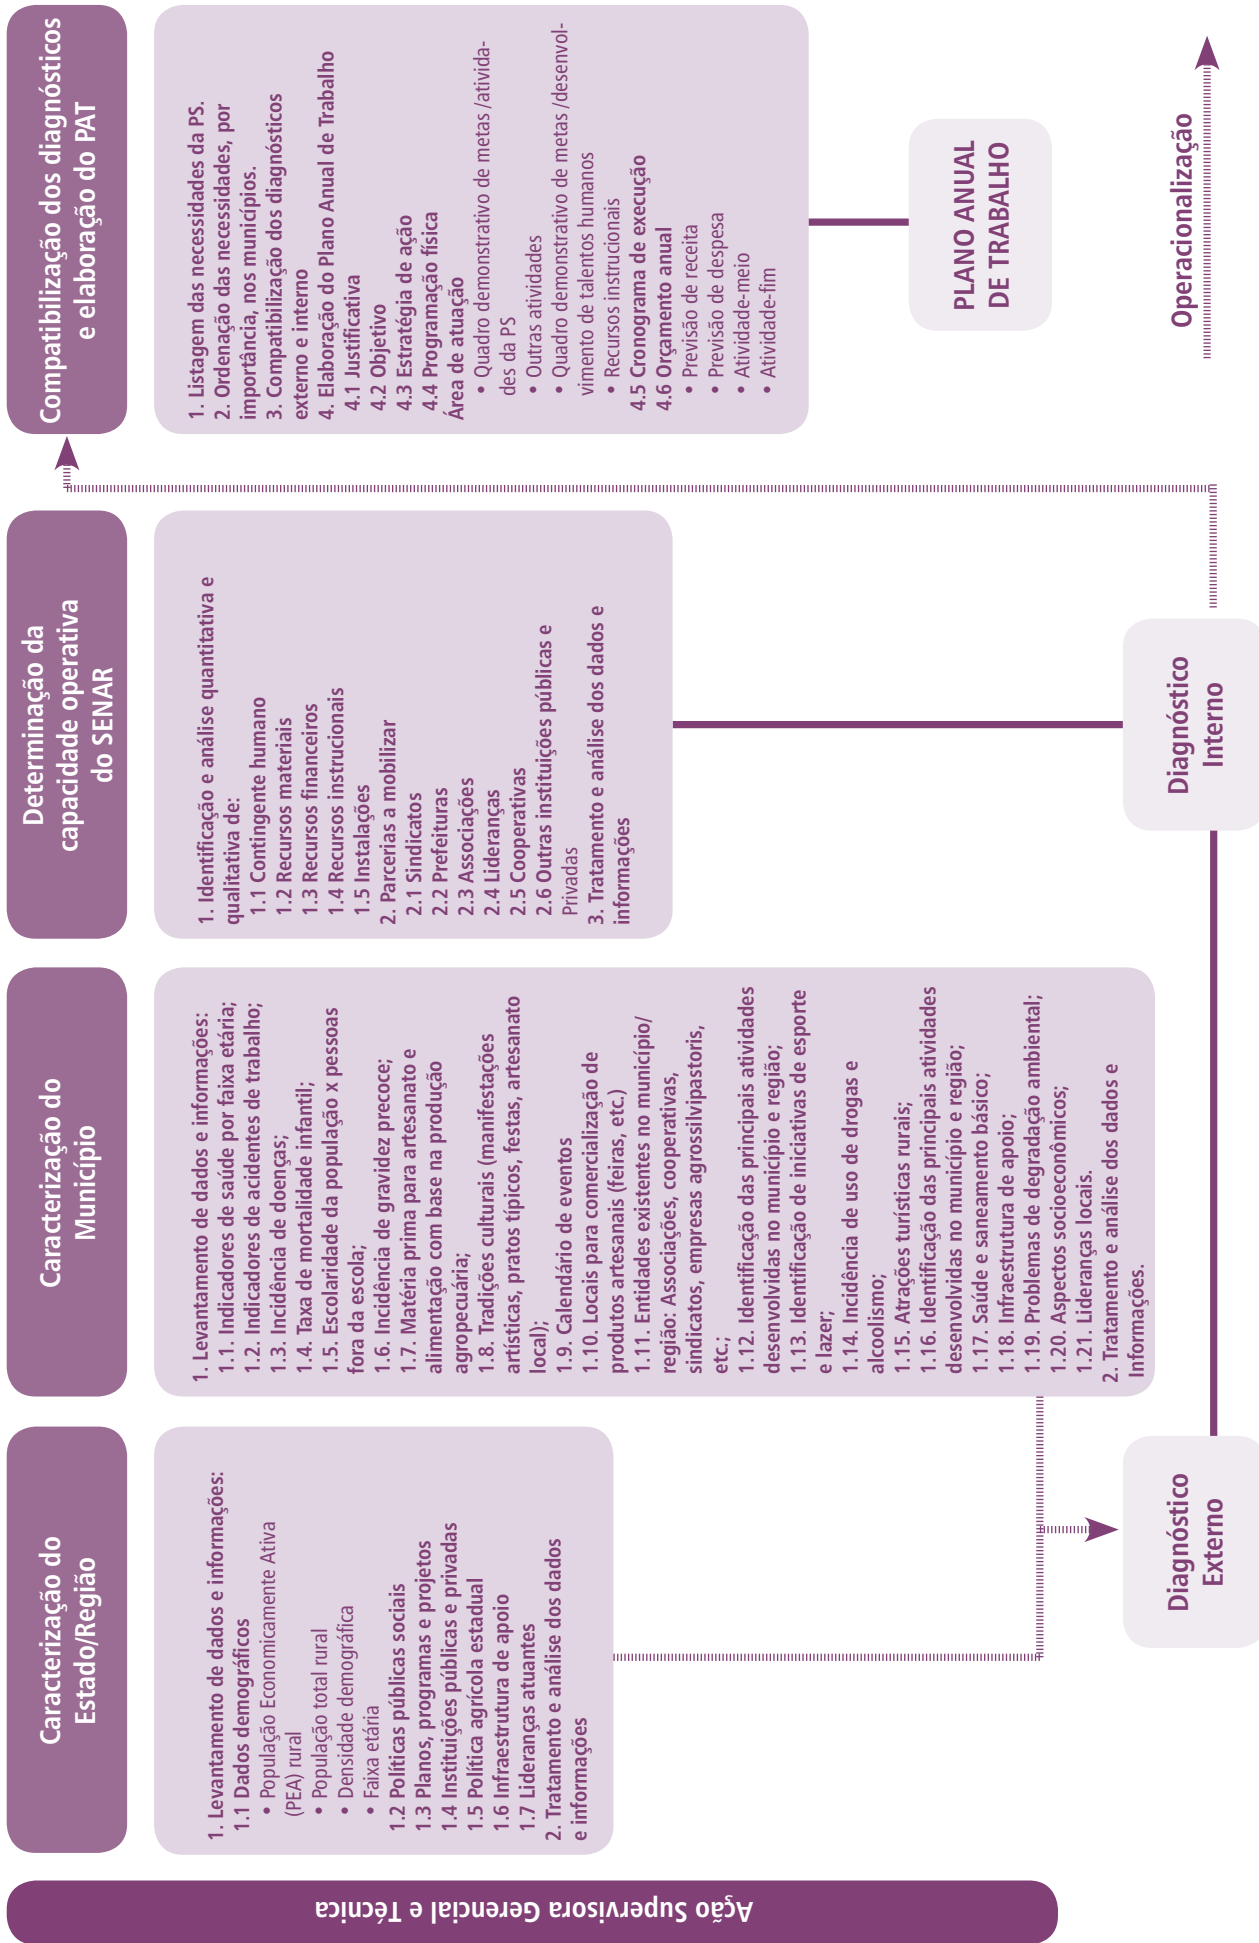 Ação Supervisora Gerencial e Técnica
Caracterização do
Estado/Região
1. Levantamento de dados e informações:
1.1 Dados demográficos
• População Economicamente Ativa
(PEA) rural
• População total rural
• Densidade demográfica
• Faixa etária
1.2 Políticas públicas sociais
1.3 Planos, programas e projetos
1.4 Instituições públicas e privadas
1.5 Política agrícola estadual
1.6 Infraestrutura de apoio
1.7 Lideranças atuantes
2. Tratamento e análise dos dados
e informações
Diagnóstico
Externo
Caracterização do
Município
1. Levantamento de dados e informações:
1.1. Indicadores de saúde por faixa etária;
1.2. Indicadores de acidentes de trabalho;
1.3. Incidência de doenças;
1.4. Taxa de mortalidade infantil;
1.5. Escolaridade da população x pessoas
fora da escola;
1.6. Incidência de gravidez precoce;
1.7. Matéria prima para artesanato e
alimentação com base na produção
agropecuária;
1.8. Tradições culturais (manifestações
artísticas, pratos típicos, festas, artesanato
local);
1.9. Calendário de eventos
1.10. Locais para comercialização de
produtos artesanais (feiras, etc.)
1.11. Entidades existentes no município/
região: Associações, cooperativas,
sindicatos, empresas agrossilvipastoris,
etc.;
1.12. Identificação das principais atividades
desenvolvidas no município e região;
1.13. Identificação de iniciativas de esporte
e lazer;
1.14. Incidência de uso de drogas e
alcoolismo;
1.15. Atrações turísticas rurais;
1.16. Identificação das principais atividades
desenvolvidas no município e região;
1.17. Saúde e saneamento básico;
1.18. Infraestrutura de apoio;
1.19. Problemas de degradação ambiental;
1.20. Aspectos socioeconômicos;
1.21. Lideranças locais.
2. Tratamento e análise dos dados e
Informações.
Determinação da
capacidade operativa
do SENAR
1. Identificação e análise quantitativa e
qualitativa de:
1.1 Contingente humano
1.2 Recursos materiais
1.3 Recursos financeiros
1.4 Recursos instrucionais
1.5 Instalações
2. Parcerias a mobilizar
2.1 Sindicatos
2.2 Prefeituras
2.3 Associações
2.4 Lideranças
2.5 Cooperativas
2.6 Outras instituições públicas e
Privadas
3. Tratamento e análise dos dados e
informações
Diagnóstico
Interno
Compatibilização dos diagnósticos
e elaboração do PAT
1. Listagem das necessidades da PS.
2. Ordenação das necessidades, por
importância, nos municípios.
3. Compatibilização dos diagnósticos
externo e interno
4. Elaboração do Plano Anual de Trabalho
4.1 Justificativa
4.2 Objetivo
4.3 Estratégia de ação
4.4 Programação física
Área de atuação
• Quadro demonstrativo de metas /ativida-
des da PS
• Outras atividades
• Quadro demonstrativo de metas /desenvol-
vimento de talentos humanos
• Recursos instrucionais
4.5 Cronograma de execução
4.6 Orçamento anual
• Previsão de receita
• Previsão de despesa
• Atividade-meio
• Atividade-fim
PLANO ANUAL
DE TRABALHO
Operacionalização